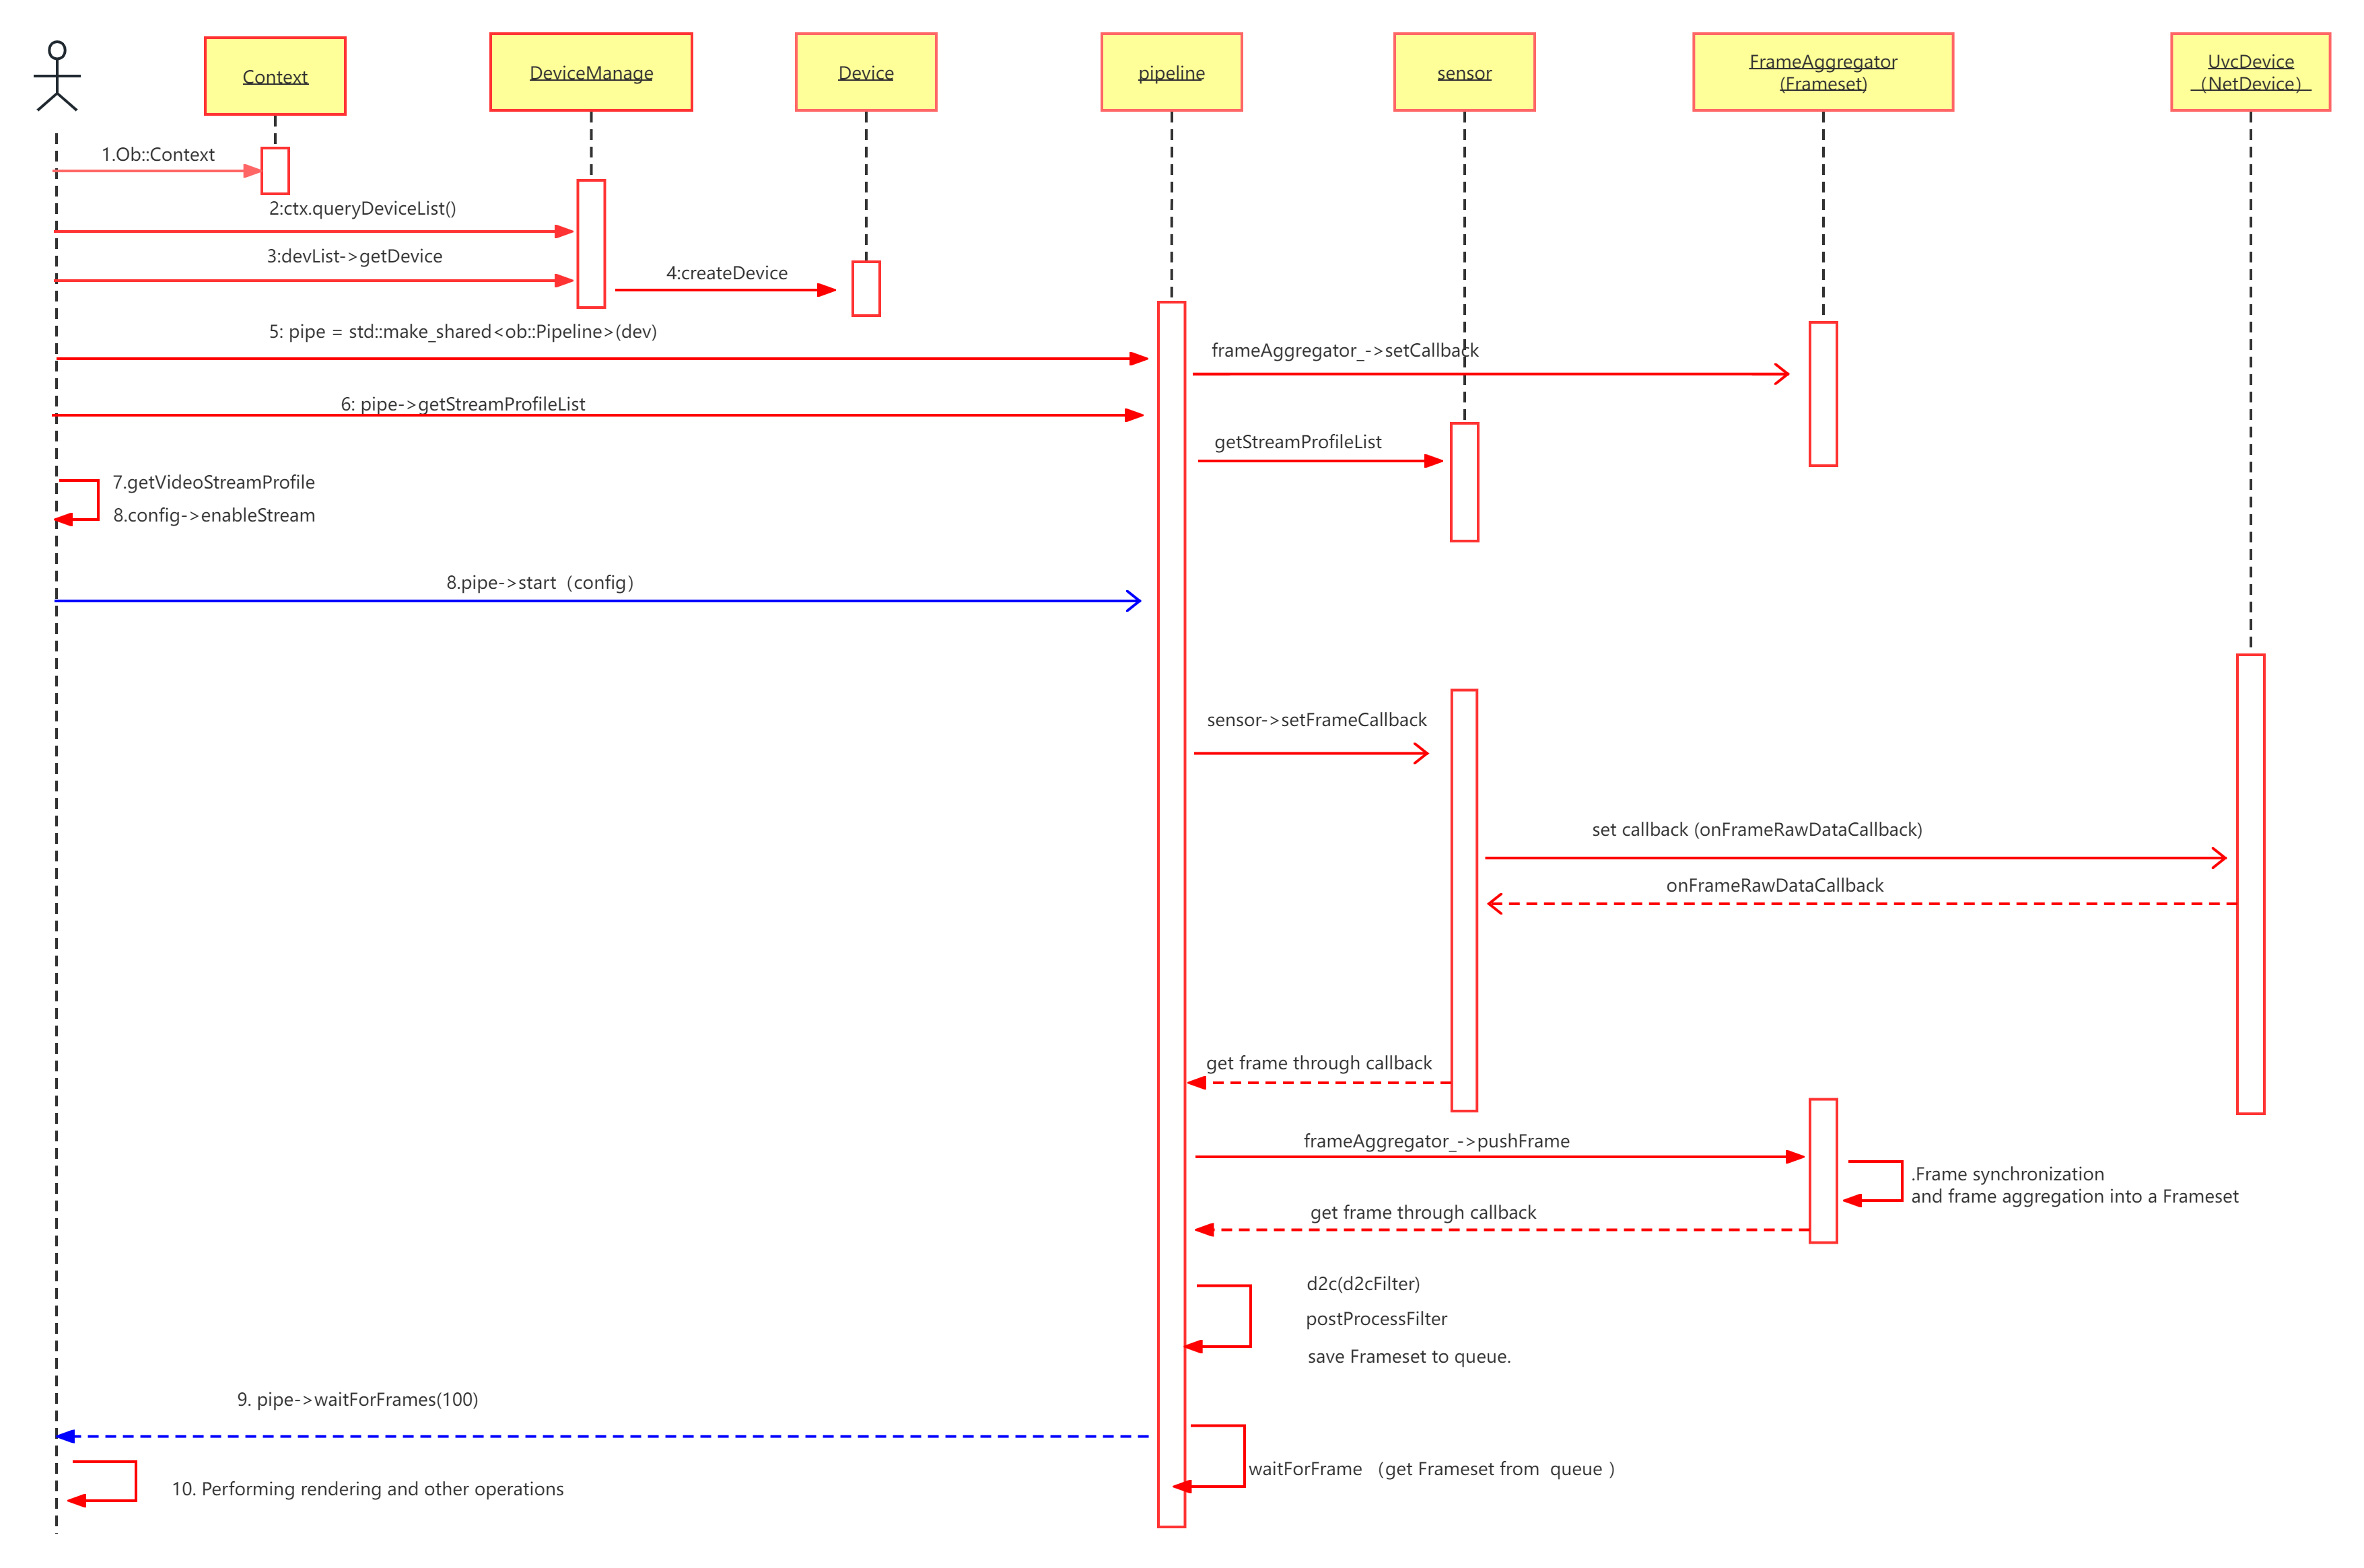 Context
DeviceManage
Device
pipeline
sensor
FrameAggregator
(Frameset)
UvcDevice
（NetDevice）
1.Ob::Context
2:ctx.queryDeviceList()
3:devList->getDevice
4:createDevice
5: pipe = std::make_shared<ob::Pipeline>(dev)
frameAggregator_->setCallback
6: pipe->getStreamProfileList
getStreamProfileList
7.getVideoStreamProfile
8.config->enableStream
8.pipe->start（config）
sensor->setFrameCallback
set callback (onFrameRawDataCallback)
onFrameRawDataCallback
get frame through callback
frameAggregator_->pushFrame
.Frame synchronization
and frame aggregation into a Frameset
get frame through callback
d2c(d2cFilter)
postProcessFilter
save Frameset to queue.
9. pipe->waitForFrames(100)
waitForFrame （get Frameset from  queue ）
10. Performing rendering and other operations